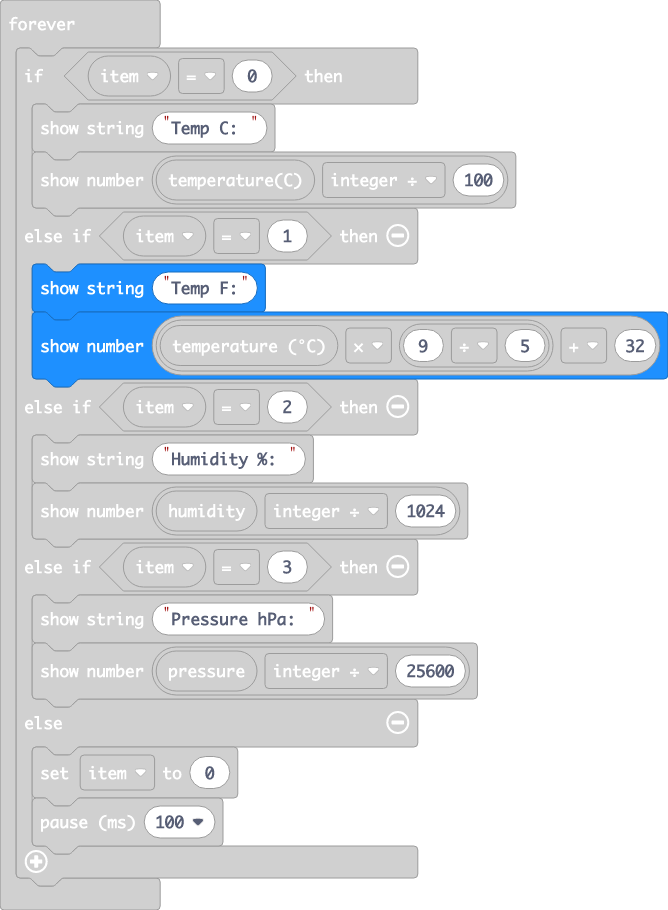 forever
if item = 0 then
show string "Temp C: "
show number temperature(C) integer ÷ 100
else if item = 1 then
show string "Temp F:"
show number temperature (°C) × 9 ÷ 5 + 32
else if item = 2 then
show string "Humidity %: "
show number humidity integer ÷ 1024
else if item = 3 then
show string "Pressure hPa: "
show number pressure integer ÷ 25600
else
set item to 0
pause (ms) 100